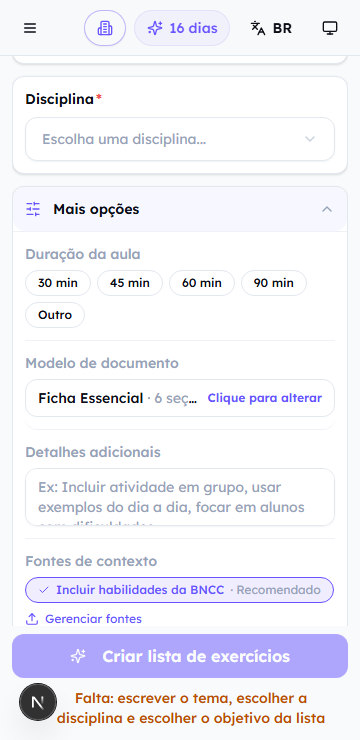 16 dias
BR
Disciplina*
Escolha uma disciplina...
Mais opções
Duração da aula
30 min
45 min
60 min
90 min
Outro
Modelo de documento
Ficha Essencial · 6 seç... Clique para alterar
Detalhes adicionais
Ex: Incluir atividade em grupo, usar
exemplos do dia a dia, focar em alunos
com dificuldades
Fontes de contexto
Incluir habilidades da BNCC · Recomendado
Gerenciar fontes
Criar lista de exercícios
N
Falta: escrever o tema, escolher a
disciplina e escolher o objetivo da lista